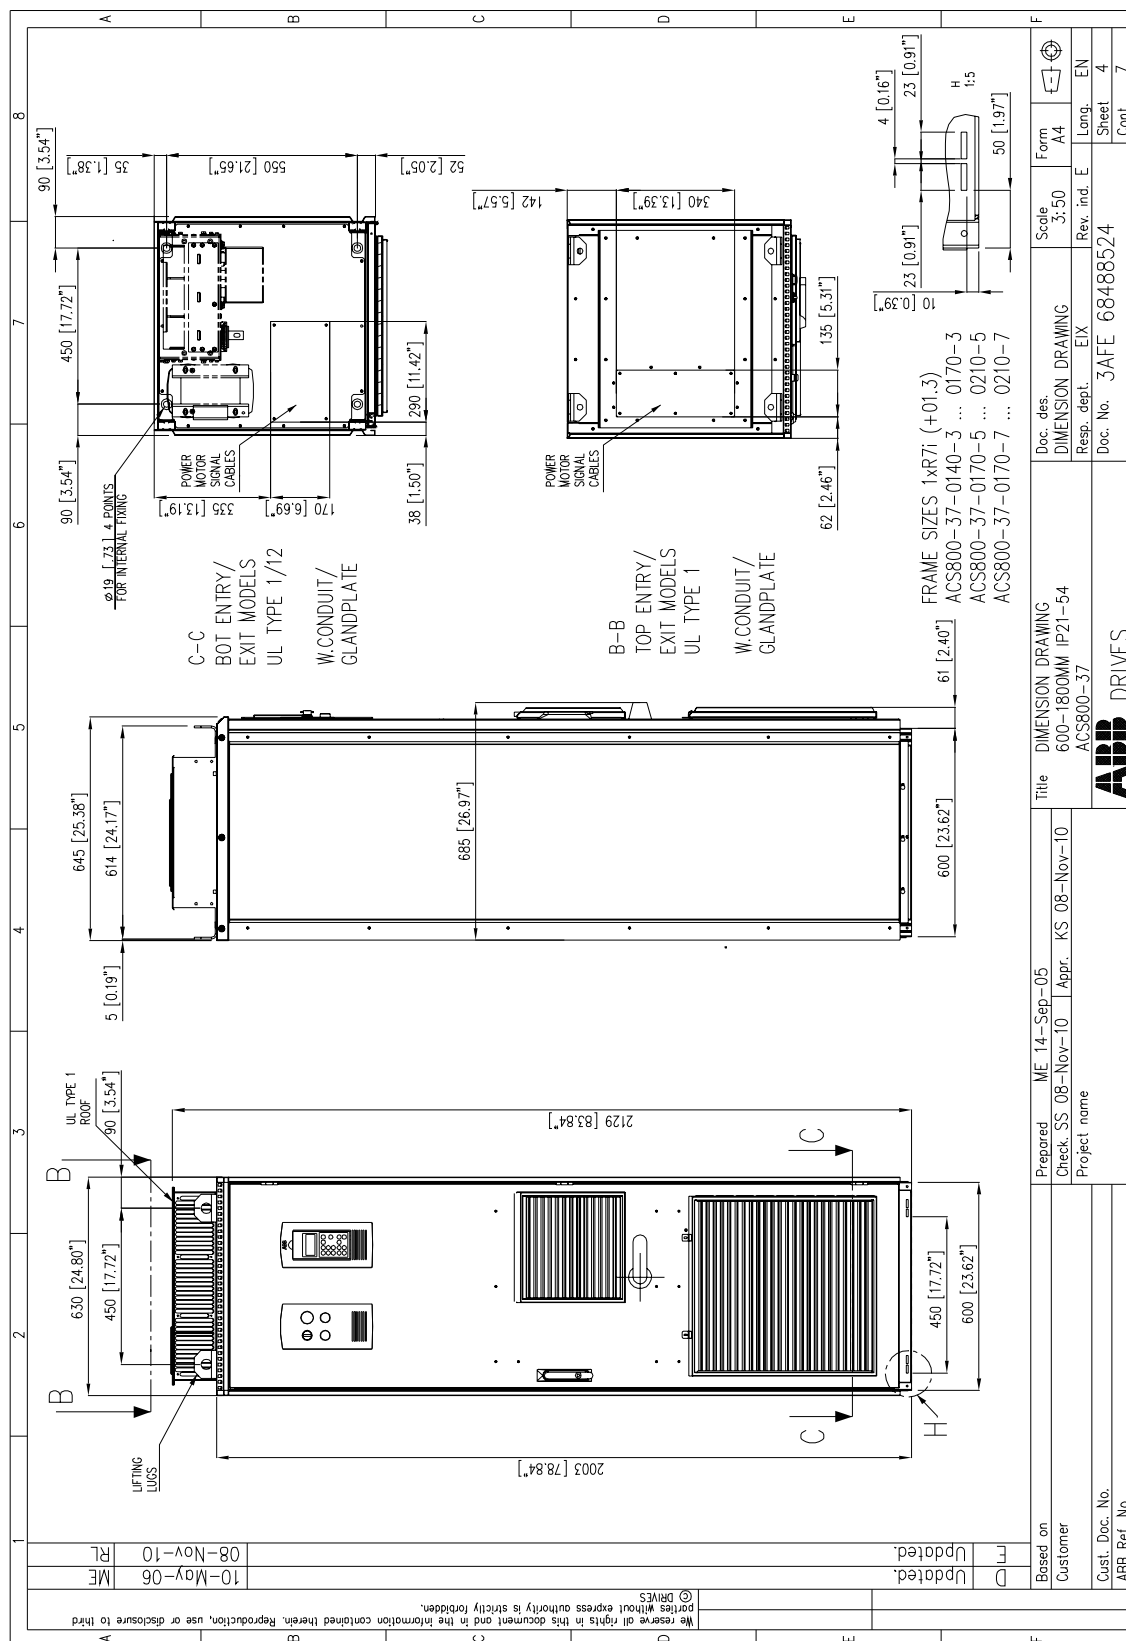 1
2
3
4
5
6
7
8
A
B
C
D
E
F
A
B
C
D
E
F
B
B
LIFTING
LUGS
UL TYPE 1
ROOF
630 [24.80"]
450 [17.72"]
90 [3.54"]
2003 [78.84"]
2129 [83.84"]
C
C
H
450 [17.72"]
600 [23.62"]
5 [0.19"]
645 [25.38"]
614 [24.17"]
685 [26.97"]
600 [23.62"]
61 [2.40"]
C-C
BOT ENTRY/
EXIT MODELS
UL TYPE 1/12
W.CONDUIT/
GLANDPLATE
Ø19 [.73 ] 4 POINTS
FOR INTERNAL FIXING
90 [3.54"]
450 [17.72"]
90 [3.54"]
35 [1.38"]
550 [21.65"]
52 [2.05"]
335 [13.19"]
170 [6.69"]
38 [1.50"]
290 [11.42"]
POWER
MOTOR
SIGNAL
CABLES
B-B
TOP ENTRY/
EXIT MODELS
UL TYPE 1
W.CONDUIT/
GLANDPLATE
POWER
MOTOR
SIGNAL
CABLES
142 [5.57"]
340 [13.39"]
62 [2.46"]
135 [5.31"]
H
1:5
4 [0.16"]
23 [0.91"]
23 [0.91"]
10 [0.39"]
50 [1.97"]
FRAME SIZES 1xR7i (+01.3)
ACS800-37-0140-3 ... 0170-3
ACS800-37-0170-5 ... 0210-5
ACS800-37-0170-7 ... 0210-7
E Updated. 08-Nov-10 RL
D Updated. 10-May-06 ME
We reserve all rights in this document and in the information contained therein. Reproduction, use or disclosure to third
parties without express authority is strictly forbidden.
© DRIVES
Based on
Customer
Cust. Doc. No.
ABB Ref. No.
Prepared ME 14-Sep-05
Check. SS 08-Nov-10 Appr. KS 08-Nov-10
Project name
Title DIMENSION DRAWING
600-1800MM IP21-54
ACS800-37
ABB DRIVES
Doc. des.
DIMENSION DRAWING
Resp. dept. EIX
Doc. No. 3AFE 68488524
Scale
3:50
Rev. ind. E
Form
A4
Lang. EN
Sheet 4
Cont. 7